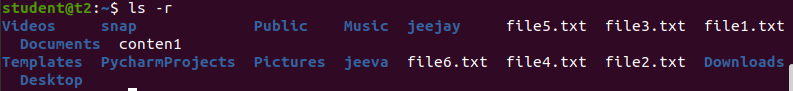 student@t2:~$ ls -r
Videos snap Public Music jeejay file5.txt file3.txt file1.txt
Documents conten1
Templates PycharmProjects Pictures jeeva file6.txt file4.txt file2.txt Downloads
Desktop